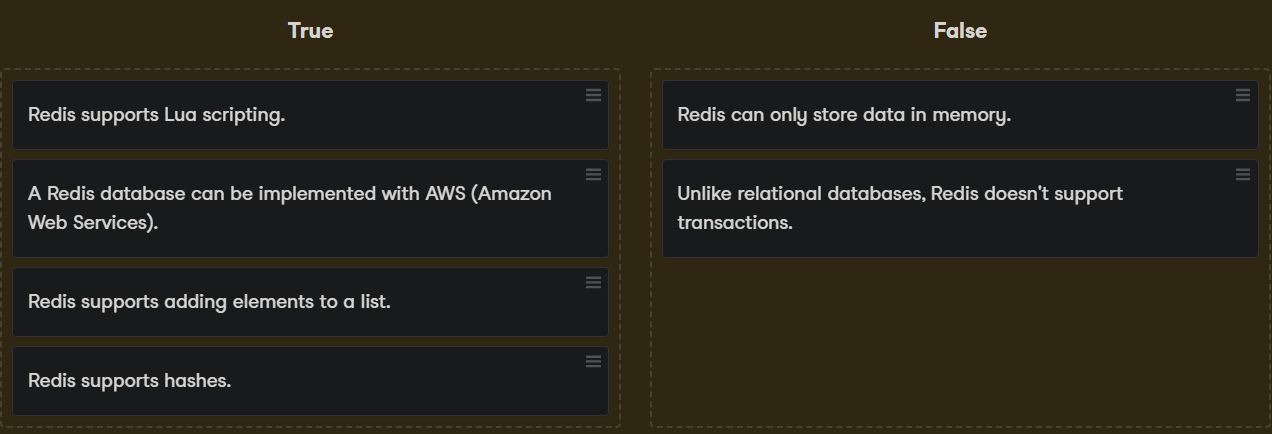 True
Redis supports Lua scripting.
A Redis database can be implemented with AWS (Amazon
Web Services).
Redis supports adding elements to a list.
Redis supports hashes.
False
Redis can only store data in memory.
Unlike relational databases, Redis doesn't support
transactions.